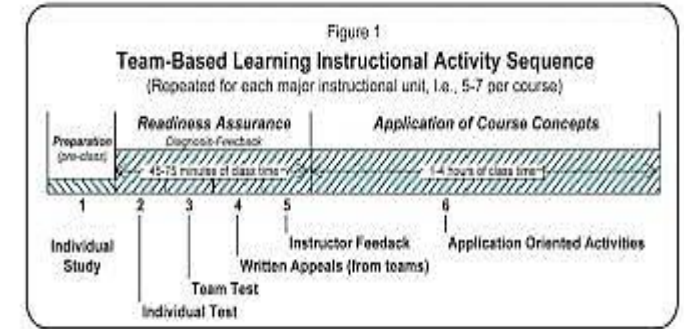 Figure 1
Team-Based Learning Instructional Activity Sequence
(Repeated for each major instructional unit, I.e., 5-7 per course)
Preparation
(pre-class)
Readiness Assurance
Diagnosis-Feedback
Application of Course Concepts
45-75 minutes of class time
1-4 hours of class time
1
2
3
4
5
6
Individual
Study
Instructor Feedack
Application Oriented Activities
Written Appeals (from teams)
Team Test
Individual Test